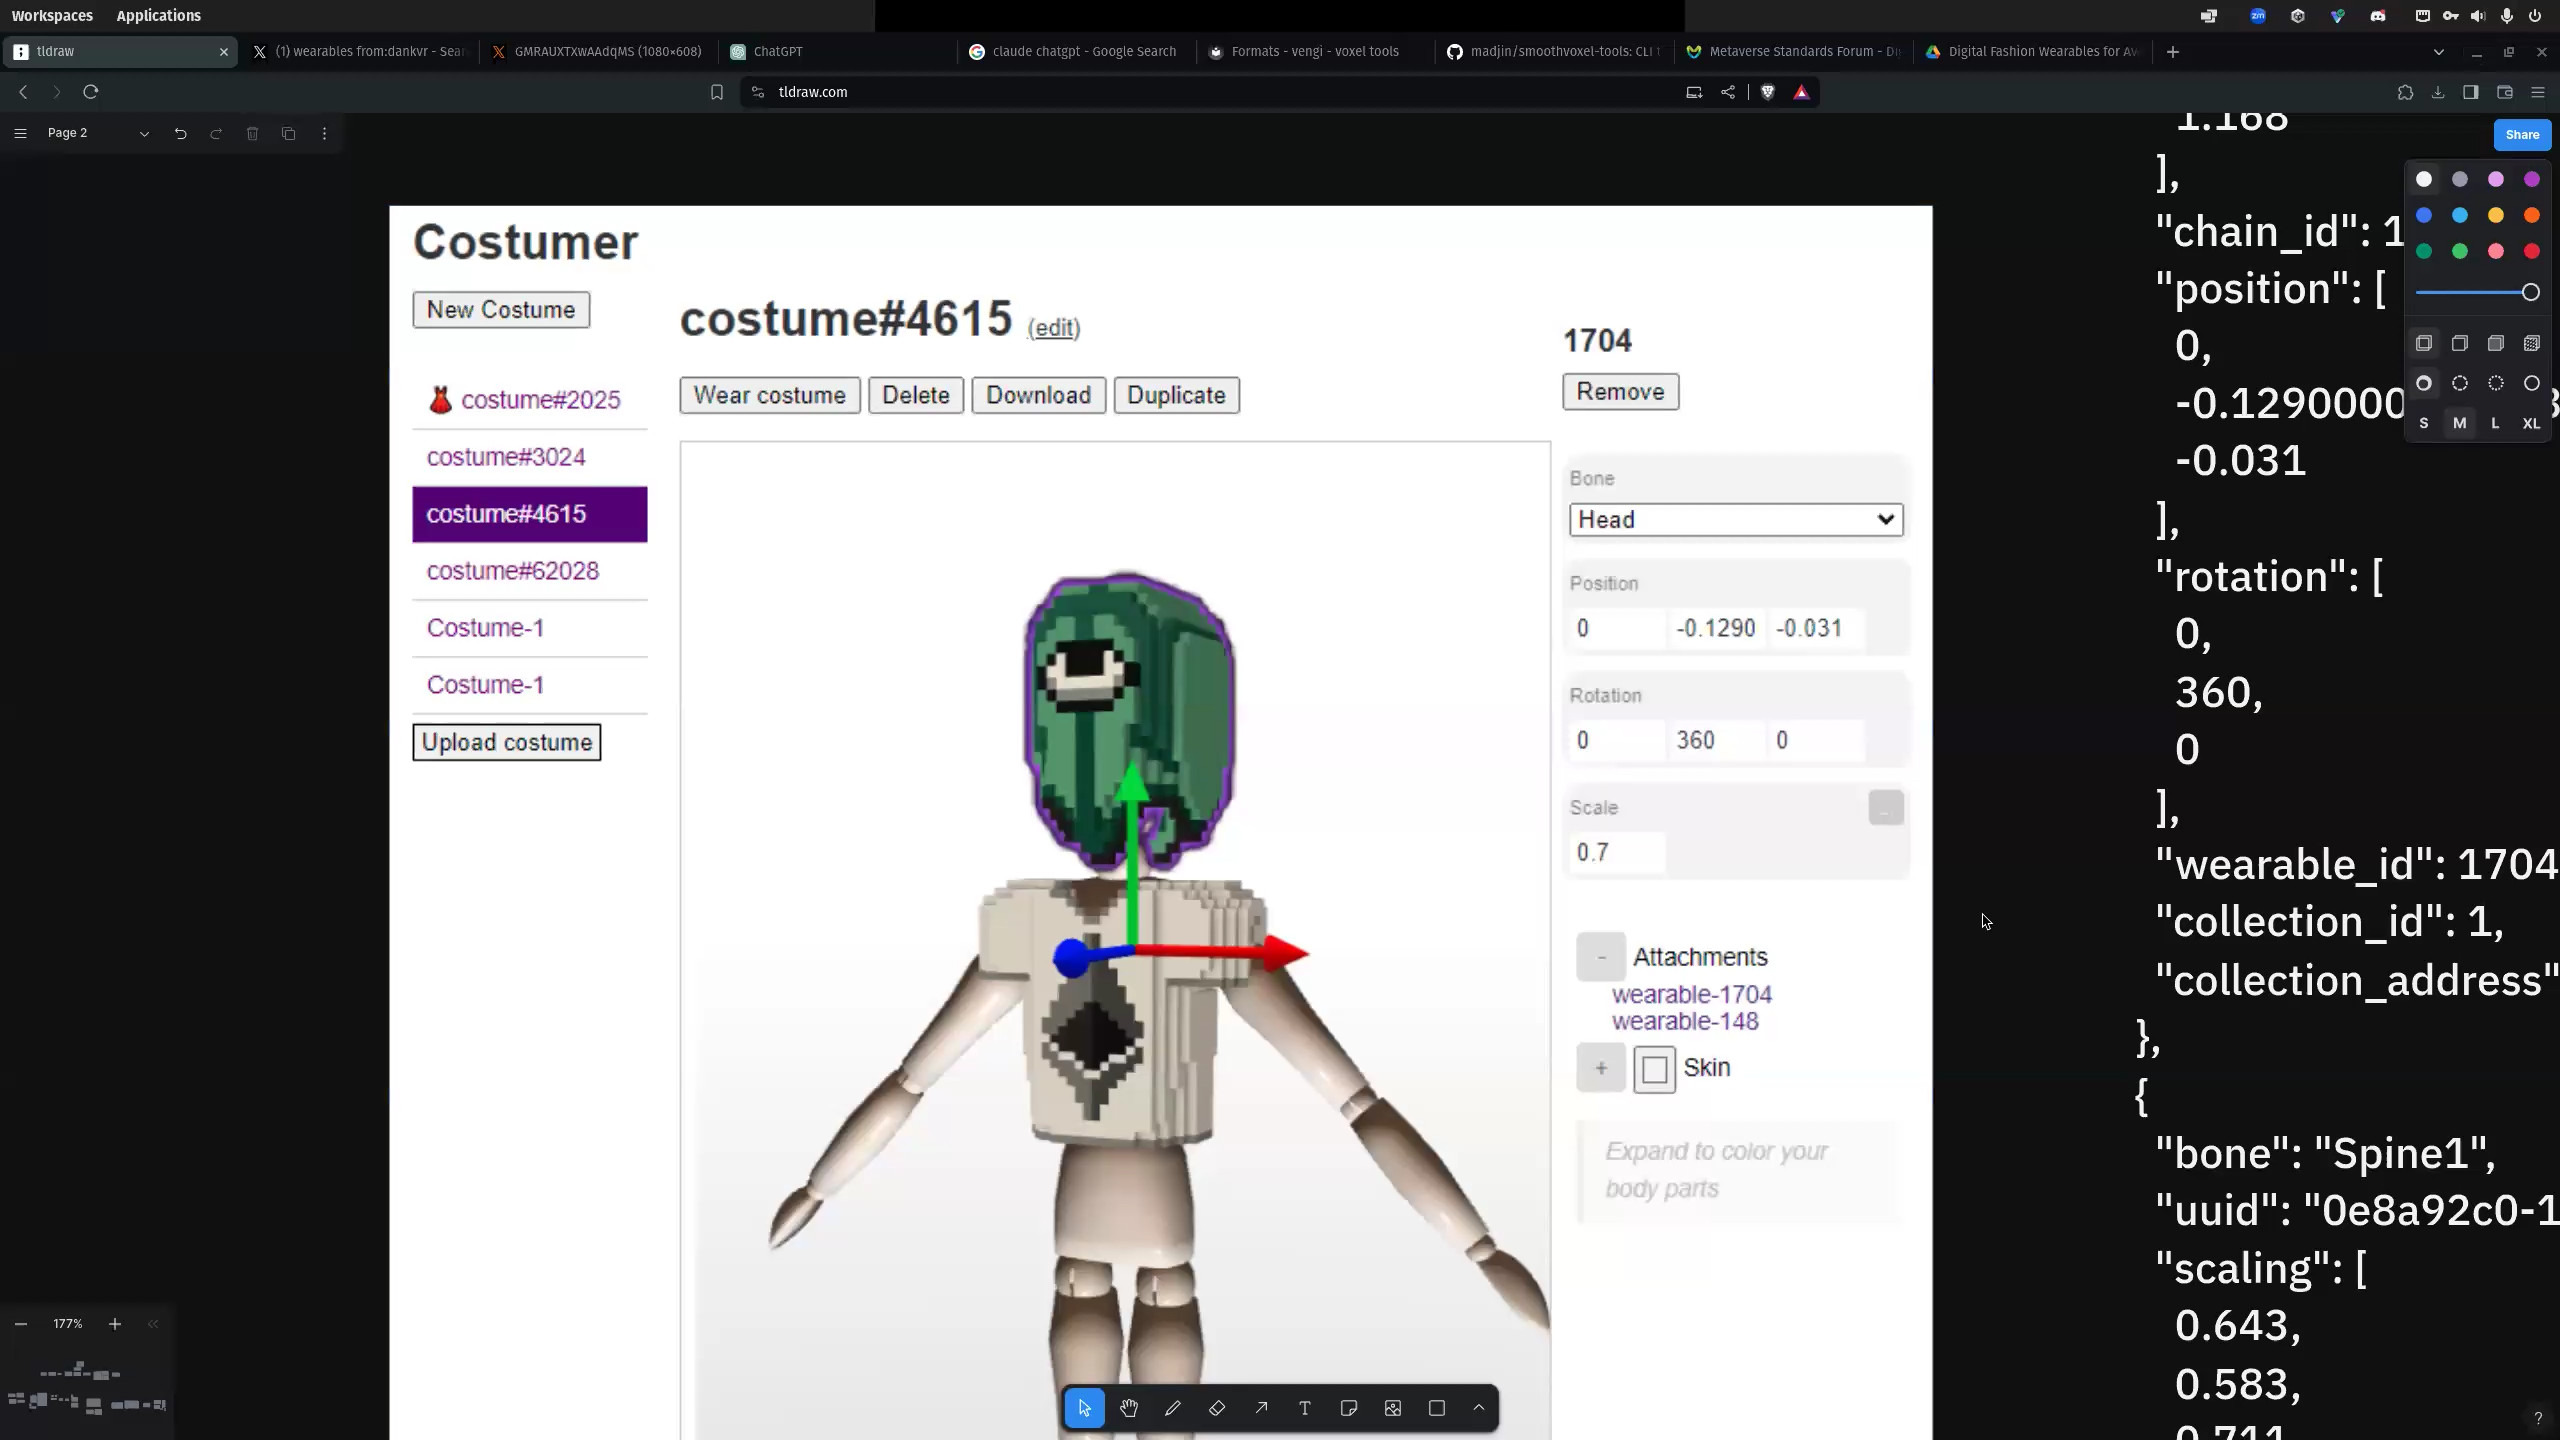 Workspaces Applications
tldraw
(1) wearables from:dankvr - Sear
GMRAUXTXwAAdqMS (1080×608)
ChatGPT
claude chatgpt - Google Search
Formats - vengi - voxel tools
madjin/smoothvoxel-tools: CLI t
Metaverse Standards Forum - Di
Digital Fashion Wearables for Av
tldraw.com
Page 2
Share
Costumer
New Costume
costume#2025
costume#3024
costume#4615
costume#62028
Costume-1
Costume-1
Upload costume
costume#4615 (edit)
Wear costume Delete Download Duplicate
1704
Remove
Bone
Head
Position
0 -0.1290 -0.031
Rotation
0 360 0
Scale
...
0.7
- Attachments
wearable-1704
wearable-148
+ Skin
Expand to color your
body parts
1.168
],
"chain_id": 1
"position": [
0,
-0.1290000
-0.031
],
"rotation": [
0,
360,
0
],
"wearable_id": 1704
"collection_id": 1,
"collection_address"
},
{
"bone": "Spine1",
"uuid": "0e8a92c0-1
"scaling": [
0.643,
0.583,
0.711
S M L XL
177%
?